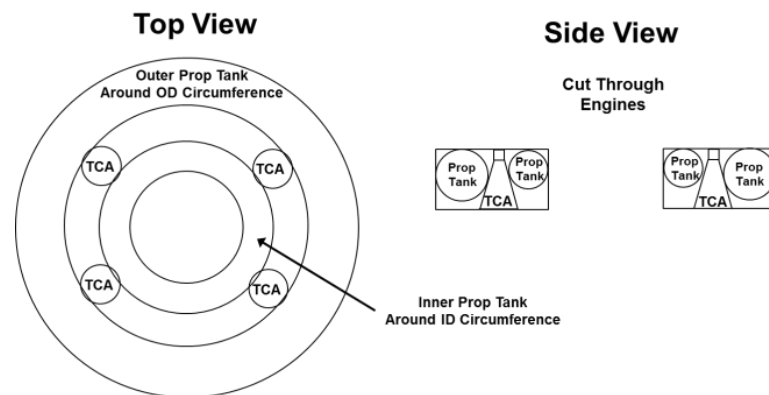 Top View
Outer Prop Tank
Around OD Circumference
TCA
TCA
TCA
TCA
Inner Prop Tank
Around ID Circumference
Side View
Cut Through
Engines
Prop
Tank
Prop
Tank
TCA
Prop
Tank
Prop
Tank
TCA